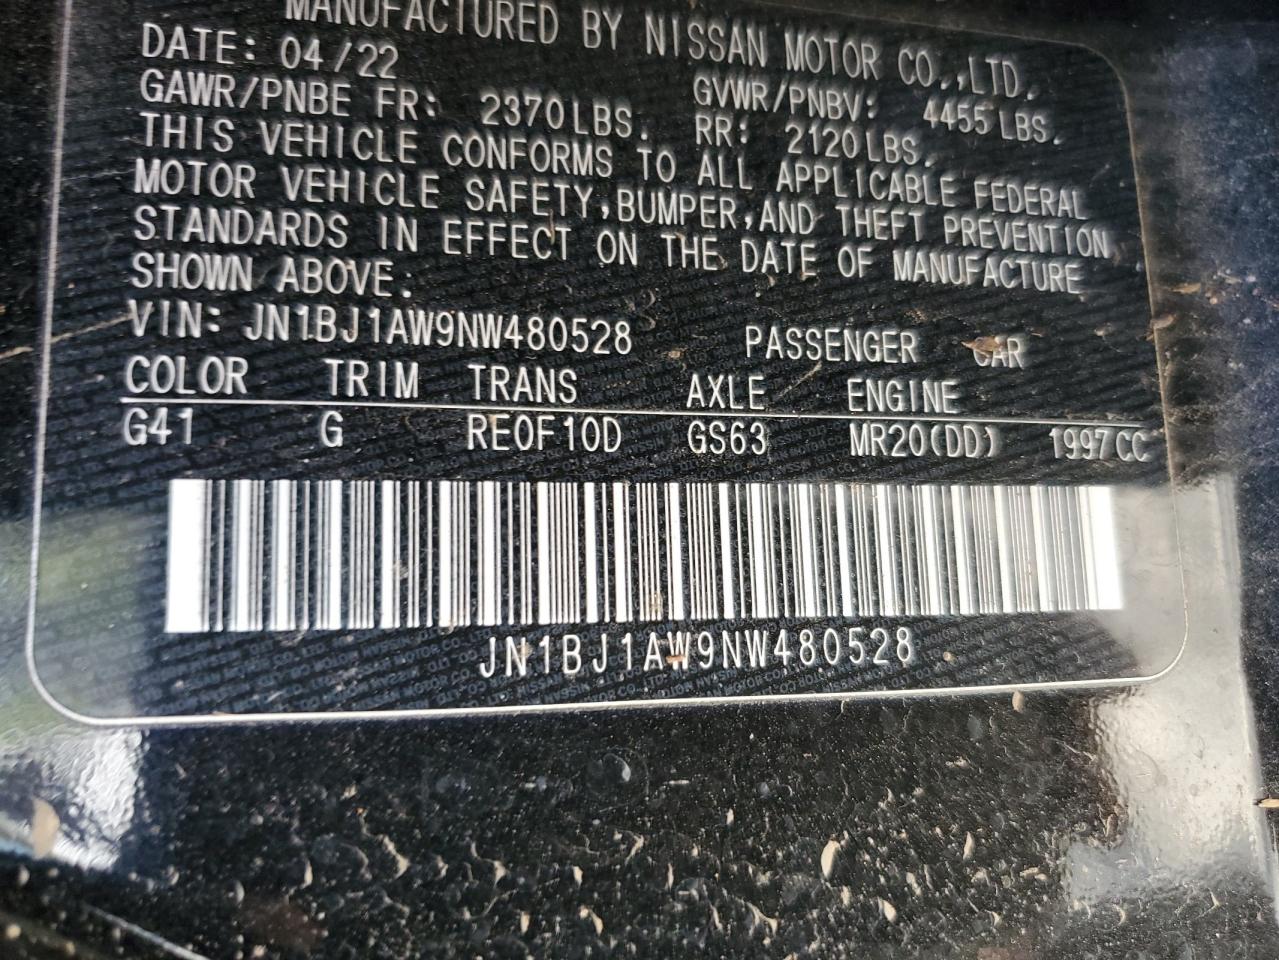 MANUFACTURED BY NISSAN MOTOR CO.,LTD.
DATE: 04/22
GAWR/PNBE FR: 2370LBS. GVWR/PNBV: 4455LBS.
RR: 2120LBS.
THIS VEHICLE CONFORMS TO ALL APPLICABLE FEDERAL
MOTOR VEHICLE SAFETY,BUMPER,AND THEFT PREVENTION
STANDARDS IN EFFECT ON THE DATE OF MANUFACTURE
SHOWN ABOVE.
VIN: JN1BJ1AW9NW480528 PASSENGER CAR
COLOR TRIM TRANS AXLE ENGINE
G41 G RE0F10D GS63 MR20(DD) 1997CC
JN1BJ1AW9NW480528